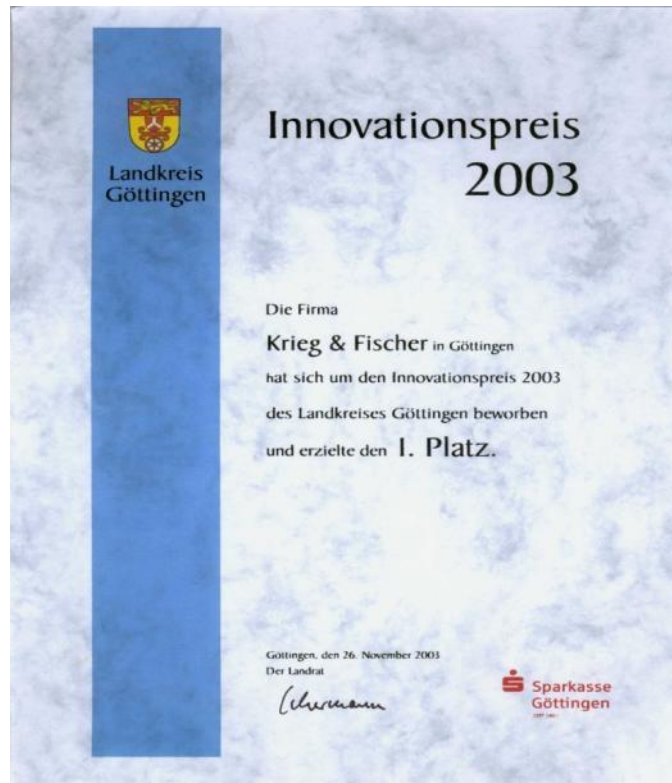 Landkreis
Göttingen
Innovationspreis
2003
Die Firma
Krieg & Fischer in Göttingen
hat sich um den Innovationspreis 2003
des Landkreises Göttingen beworben
und erzielte den 1. Platz.
Göttingen, den 26. November 2003
Der Landrat
Schermann
Sparkasse
Göttingen